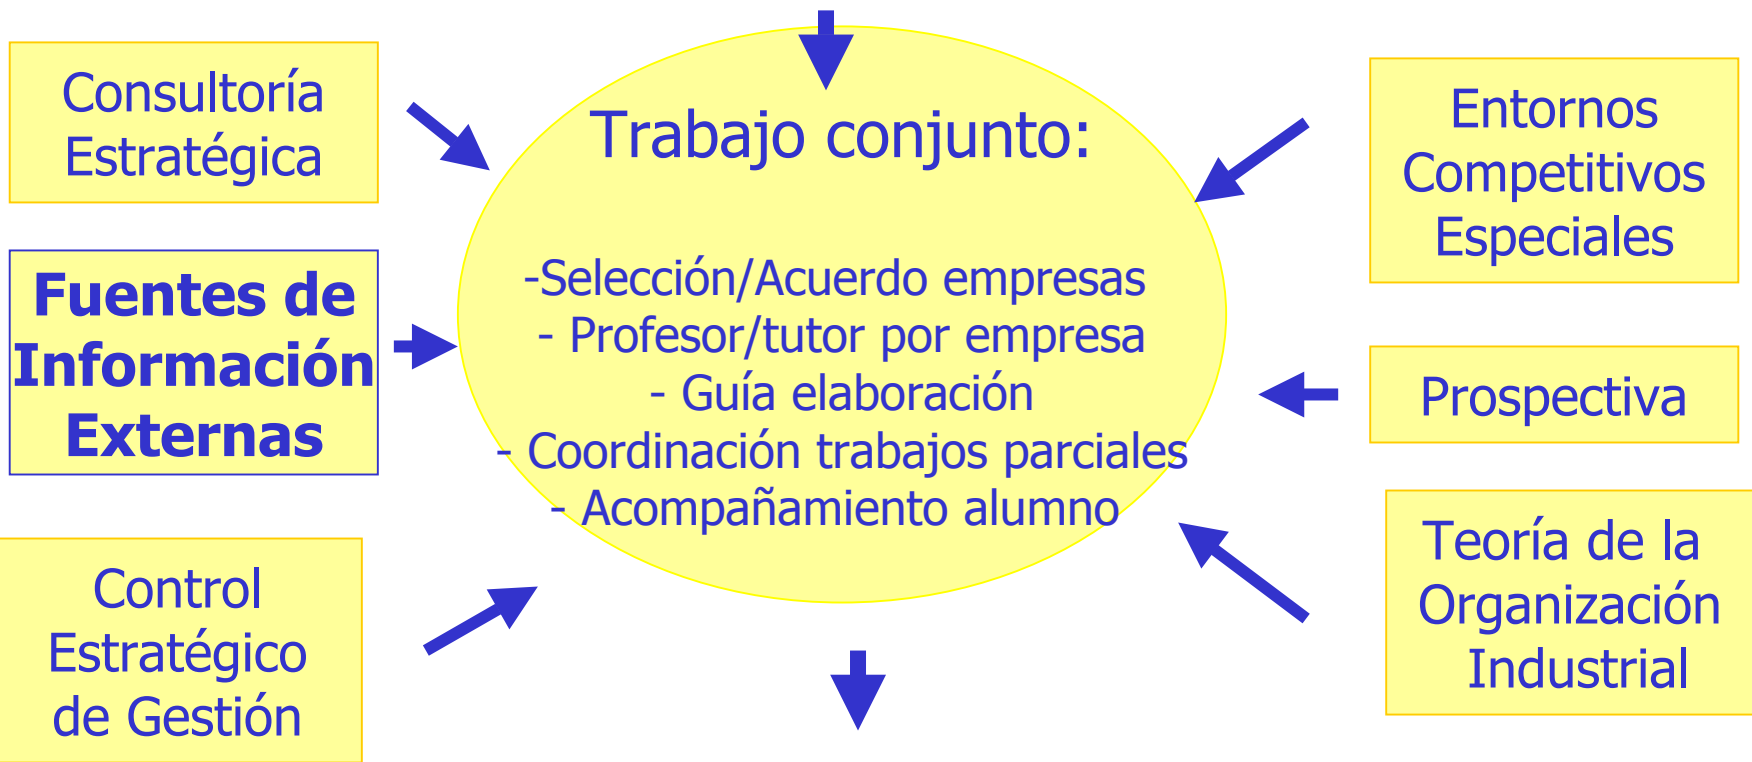 Consultoría
Estratégica
Fuentes de
Información
Externas
Control
Estratégico
de Gestión
Trabajo conjunto:
-Selección/Acuerdo empresas
- Profesor/tutor por empresa
- Guía elaboración
- Coordinación trabajos parciales
- Acompañamiento alumno
Entornos
Competitivos
Especiales
Prospectiva
Teoría de la
Organización
Industrial